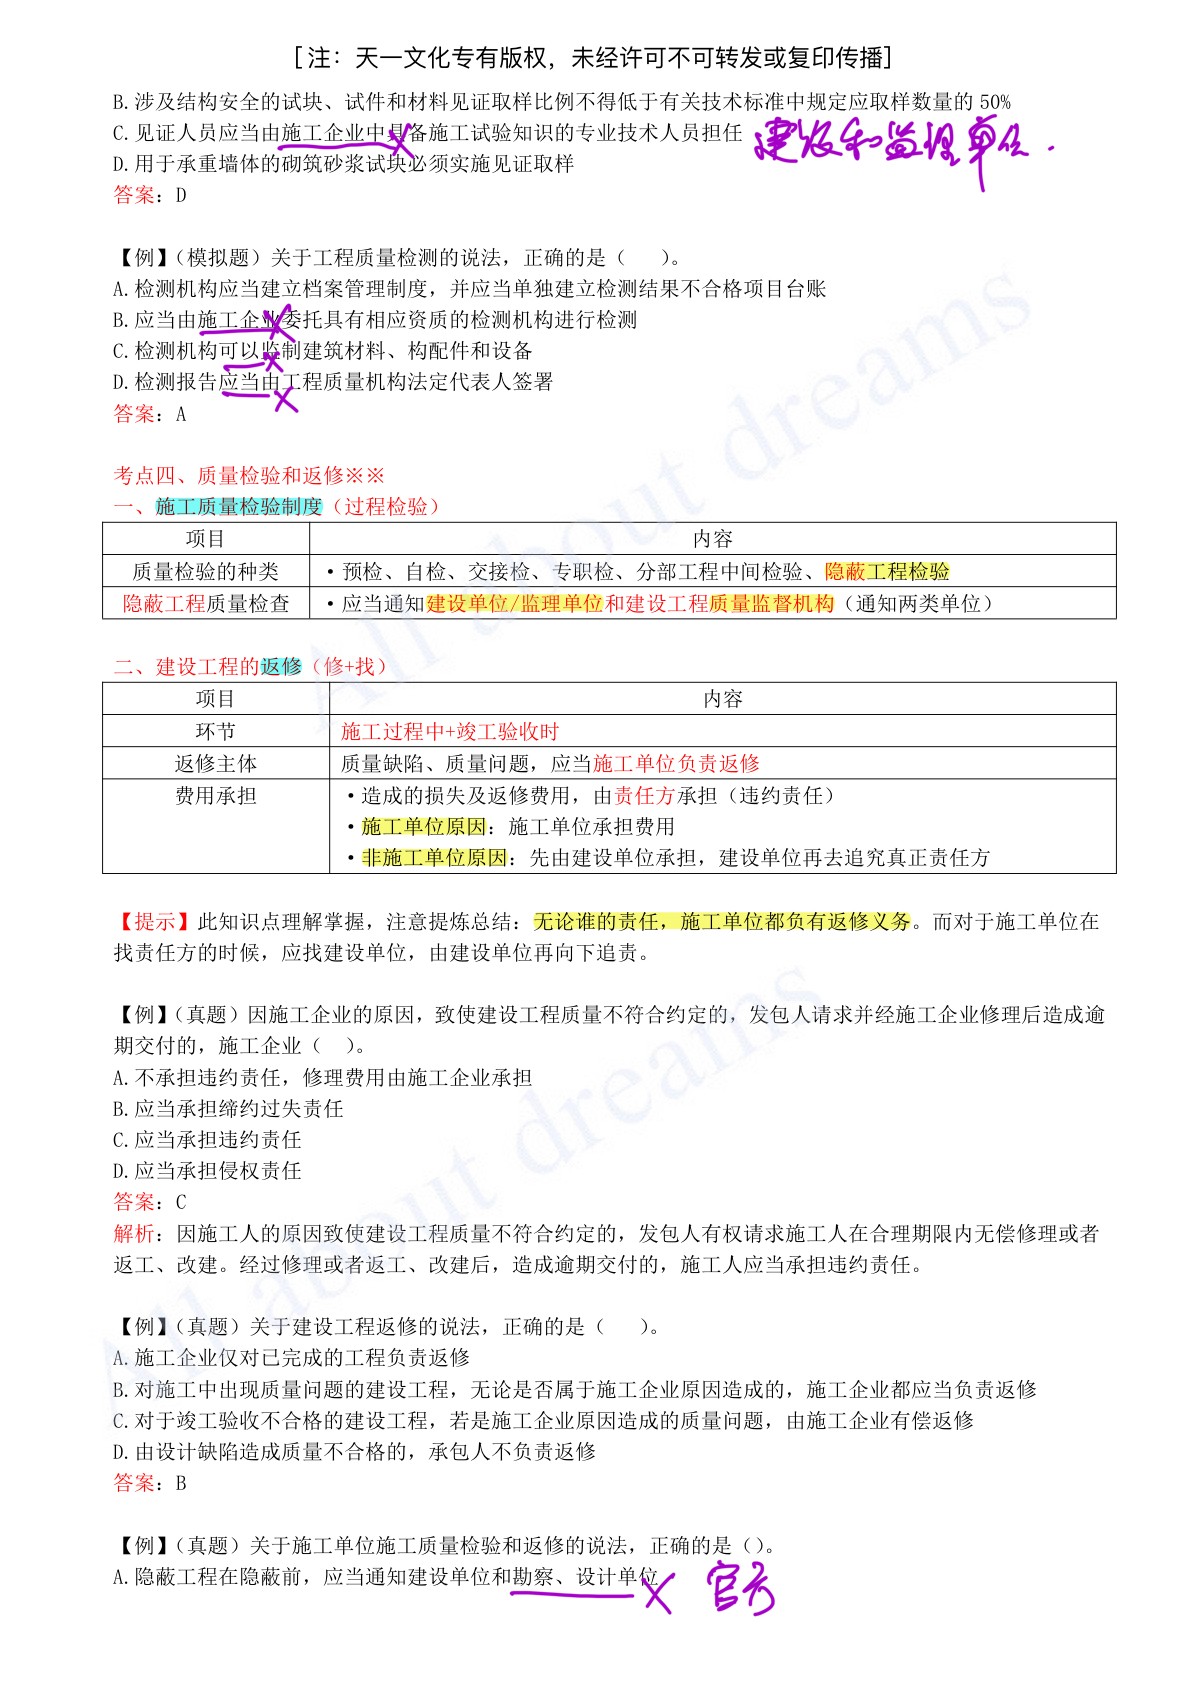 [注：天一文化专有版权，未经许可不可转发或复印传播]
B.涉及结构安全的试块、试件和材料见证取样比例不得低于有关技术标准中规定应取样数量的 50%
C.见证人员应当由施工企业中具备施工试验知识的专业技术人员担任 建设和监理单位.
D.用于承重墙体的砌筑砂浆试块必须实施见证取样
答案：D
【例】（模拟题）关于工程质量检测的说法，正确的是（　　）。
A.检测机构应当建立档案管理制度，并应当单独建立检测结果不合格项目台账
B.应当由施工企业委托具有相应资质的检测机构进行检测
C.检测机构可以监制建筑材料、构配件和设备
D.检测报告应当由工程质量机构法定代表人签署
答案：A
考点四、质量检验和返修※※
一、施工质量检验制度（过程检验）
项目 内容
质量检验的种类 ·预检、自检、交接检、专职检、分部工程中间检验、隐蔽工程检验
隐蔽工程质量检查 ·应当通知建设单位/监理单位和建设工程质量监督机构（通知两类单位）
二、建设工程的返修（修+找）
项目 内容
环节 施工过程中+竣工验收时
返修主体 质量缺陷、质量问题，应当施工单位负责返修
费用承担 ·造成的损失及返修费用，由责任方承担（违约责任）
·施工单位原因：施工单位承担费用
·非施工单位原因：先由建设单位承担，建设单位再去追究真正责任方
【提示】此知识点理解掌握，注意提炼总结：无论谁的责任，施工单位都负有返修义务。而对于施工单位在
找责任方的时候，应找建设单位，由建设单位再向下追责。
【例】（真题）因施工企业的原因，致使建设工程质量不符合约定的，发包人请求并经施工企业修理后造成逾
期交付的，施工企业（　）。
A.不承担违约责任，修理费用由施工企业承担
B.应当承担缔约过失责任
C.应当承担违约责任
D.应当承担侵权责任
答案：C
解析：因施工人的原因致使建设工程质量不符合约定的，发包人有权请求施工人在合理期限内无偿修理或者
返工、改建。经过修理或者返工、改建后，造成逾期交付的，施工人应当承担违约责任。
【例】（真题）关于建设工程返修的说法，正确的是（　　）。
A.施工企业仅对已完成的工程负责返修
B.对施工中出现质量问题的建设工程，无论是否属于施工企业原因造成的，施工企业都应当负责返修
C.对于竣工验收不合格的建设工程，若是施工企业原因造成的质量问题，由施工企业有偿返修
D.由设计缺陷造成质量不合格的，承包人不负责返修
答案：B
【例】（真题）关于施工单位施工质量检验和返修的说法，正确的是（）。
A.隐蔽工程在隐蔽前，应当通知建设单位和勘察、设计单位 官方
All about dreams
All about dreams